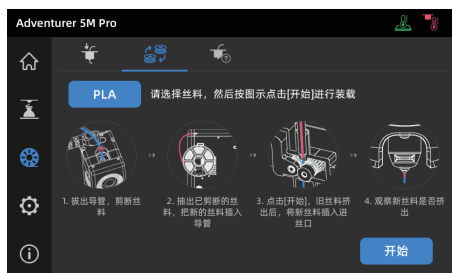 Adventurer 5M Pro
PLA
请选择丝料，然后按图示点击[开始]进行装载
1. 拔出导管，剪断丝
料
2. 抽出已剪断的丝
料，把新的丝料插入
导管
3. 点击[开始]，旧丝料挤
出后，将新丝料插入进
丝口
4. 观察新丝料是否挤
出
开始